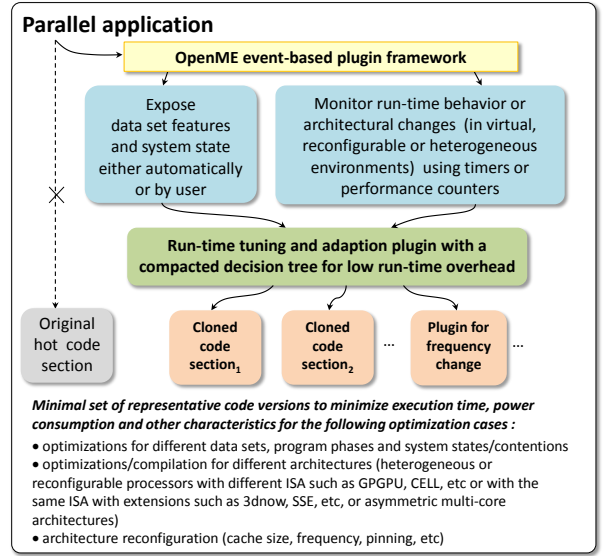 Parallel application
OpenME event-based plugin framework
Expose
data set features
and system state
either automatically
or by user
Monitor run-time behavior or
architectural changes (in virtual,
reconfigurable or heterogeneous
environments) using timers or
performance counters
Run-time tuning and adaption plugin with a
compacted decision tree for low run-time overhead
Original
hot code
section
Cloned
code
section1
Cloned
code
section2
...
Plugin for
frequency
change
...
Minimal set of representative code versions to minimize execution time, power
consumption and other characteristics for the following optimization cases :
• optimizations for different data sets, program phases and system states/contentions
• optimizations/compilation for different architectures (heterogeneous or
reconfigurable processors with different ISA such as GPGPU, CELL, etc or with the
same ISA with extensions such as 3dnow, SSE, etc, or asymmetric multi-core
architectures)
• architecture reconfiguration (cache size, frequency, pinning, etc)